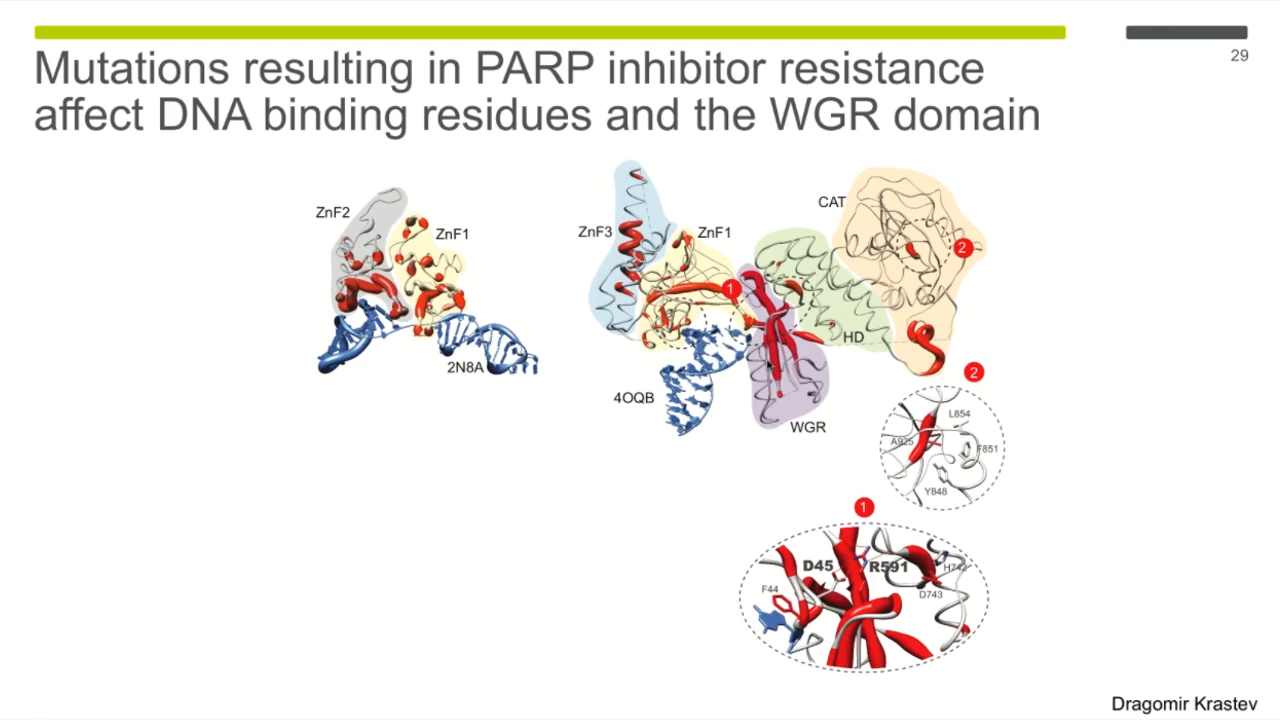 29
Mutations resulting in PARP inhibitor resistance
affect DNA binding residues and the WGR domain
ZnF2
ZnF1
2N8A
ZnF3
ZnF1
CAT
2
1
HD
4OQB
WGR
2
L854
A925
F851
Y848
1
D45
R591
H742
F44
D743
Dragomir Krastev